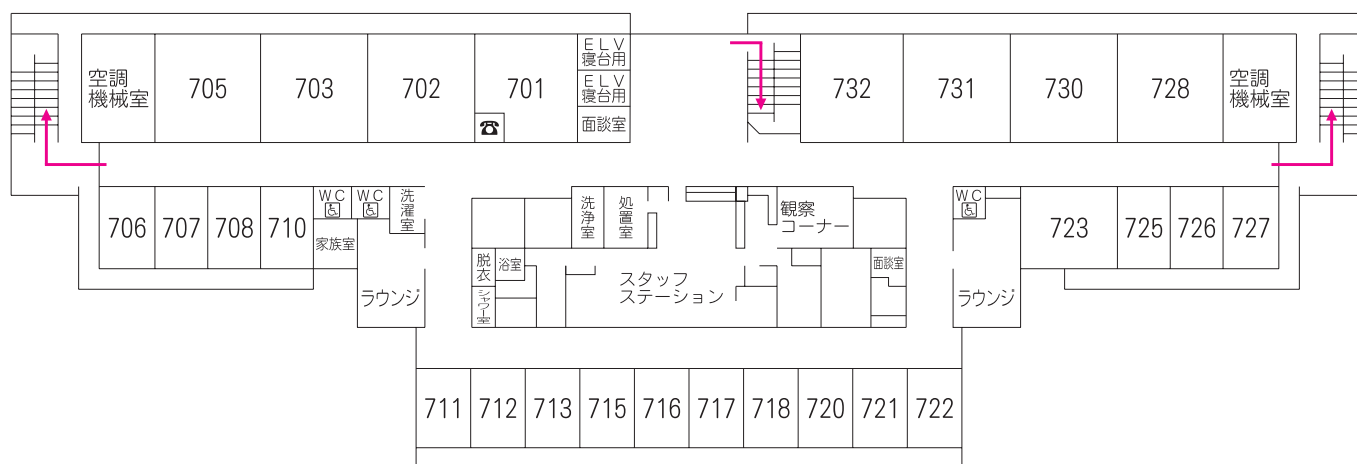 空調
機械室
705
703
702
701
ELV
寝台用
ELV
寝台用
面談室
732
731
730
728
空調
機械室
706
707
708
710
WC
WC
洗濯室
家族室
ラウンジ
洗浄室
処置室
観察
コーナー
脱衣
浴室
シャワー室
スタッフ
ステーション
面談室
WC
ラウンジ
723
725
726
727
711
712
713
715
716
717
718
720
721
722